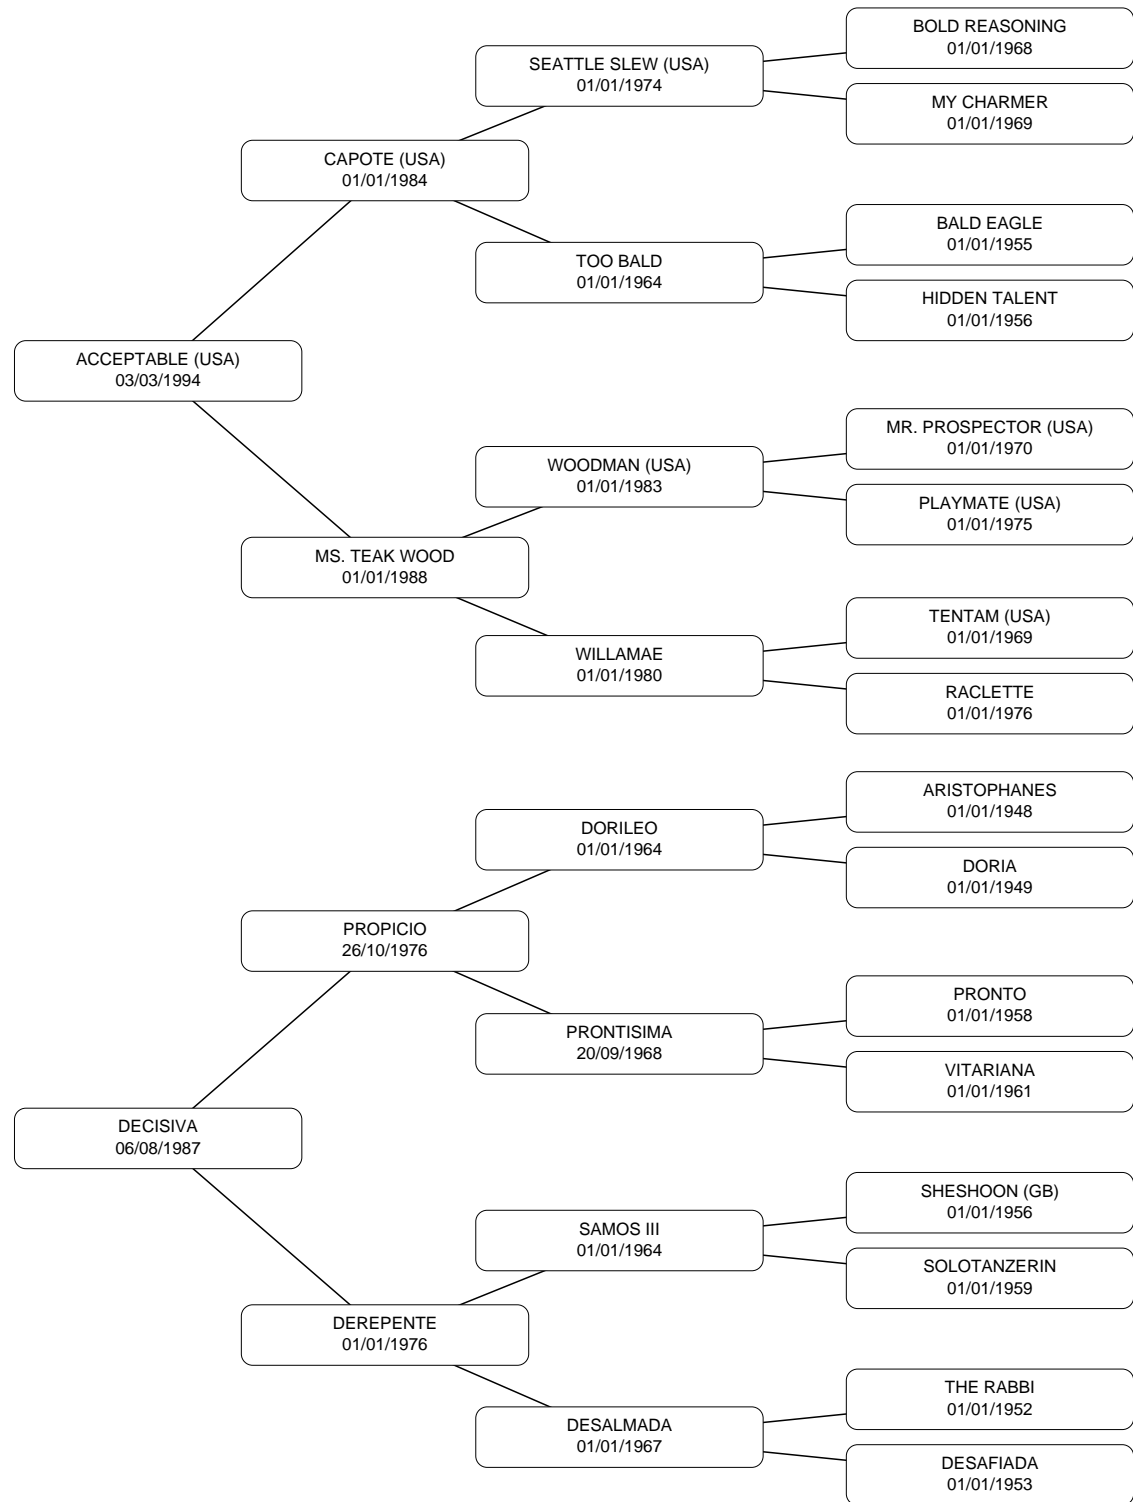 BOLD REASONING
01/01/1968
SEATTLE SLEW (USA)
01/01/1974
MY CHARMER
01/01/1969
CAPOTE (USA)
01/01/1984
BALD EAGLE
01/01/1955
TOO BALD
01/01/1964
HIDDEN TALENT
01/01/1956
ACCEPTABLE (USA)
03/03/1994
MR. PROSPECTOR (USA)
01/01/1970
WOODMAN (USA)
01/01/1983
PLAYMATE (USA)
01/01/1975
MS. TEAK WOOD
01/01/1988
TENTAM (USA)
01/01/1969
WILLAMAE
01/01/1980
RACLETTE
01/01/1976
ARISTOPHANES
01/01/1948
DORILEO
01/01/1964
DORIA
01/01/1949
PROPICIO
26/10/1976
PRONTO
01/01/1958
PRONTISIMA
20/09/1968
VITARIANA
01/01/1961
DECISIVA
06/08/1987
SHESHOON (GB)
01/01/1956
SAMOS III
01/01/1964
SOLOTANZERIN
01/01/1959
DEREPENTE
01/01/1976
THE RABBI
01/01/1952
DESALMADA
01/01/1967
DESAFIADA
01/01/1953